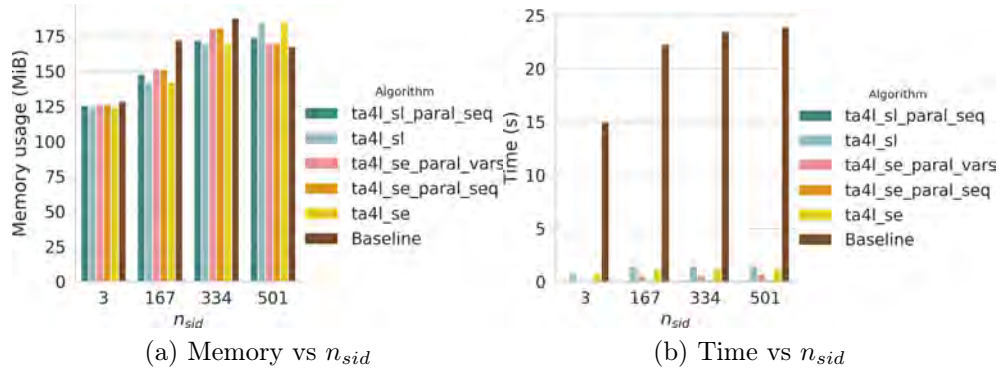 175
150
125
100
75
50
25
0
Memory usage (MiB)
3 167 334 501
n_sid
Algorithm
ta4l_sl_paral_seq
ta4l_sl
ta4l_se_paral_vars
ta4l_se_paral_seq
ta4l_se
Baseline
(a) Memory vs n_sid
25
20
15
10
5
0
Time (s)
3 167 334 501
n_sid
Algorithm
ta4l_sl_paral_seq
ta4l_sl
ta4l_se_paral_vars
ta4l_se_paral_seq
ta4l_se
Baseline
(b) Time vs n_sid